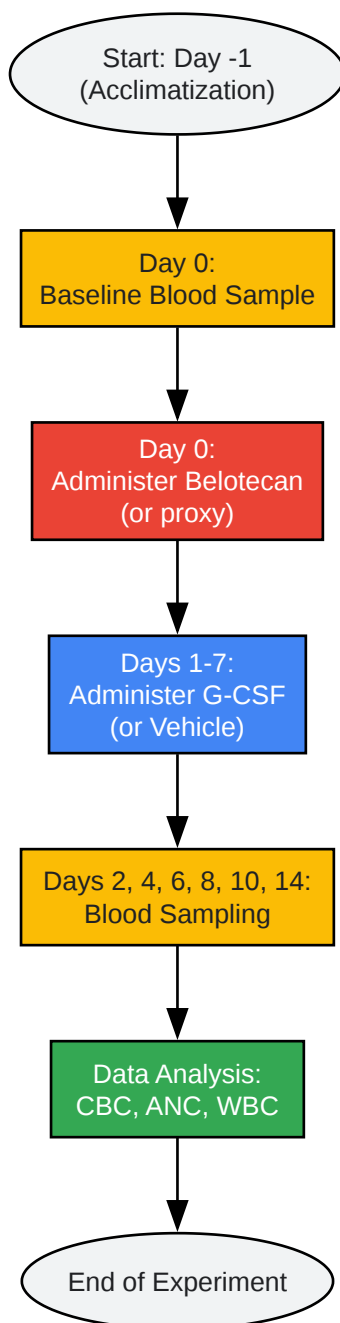 Start: Day -1
(Acclimatization)
Day 0:
Baseline Blood Sample
Day 0:
Administer Belotecan
(or proxy)
Days 1-7:
Administer G-CSF
(or Vehicle)
Days 2, 4, 6, 8, 10, 14:
Blood Sampling
Data Analysis:
CBC, ANC, WBC
End of Experiment